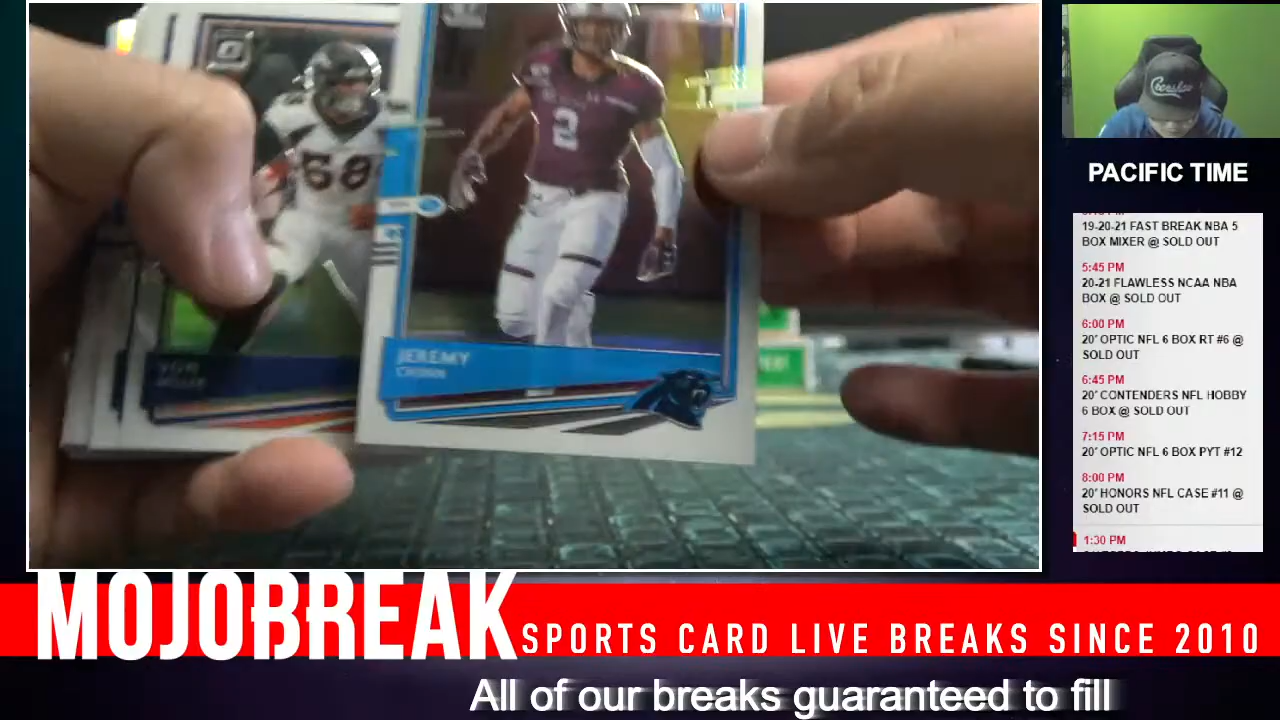 58
2
JEREMY
CHINN
VON
MILLER
PACIFIC TIME
19-20-21 FAST BREAK NBA 5
BOX MIXER @ SOLD OUT
5:45 PM
20-21 FLAWLESS NCAA NBA
BOX @ SOLD OUT
6:00 PM
20' OPTIC NFL 6 BOX RT #6 @
SOLD OUT
6:45 PM
20' CONTENDERS NFL HOBBY
6 BOX @ SOLD OUT
7:15 PM
20' OPTIC NFL 6 BOX PYT #12
8:00 PM
20' HONORS NFL CASE #11 @
SOLD OUT
1:30 PM
MOJOBREAK
SPORTS CARD LIVE BREAKS SINCE 2010
All of our breaks guaranteed to fill